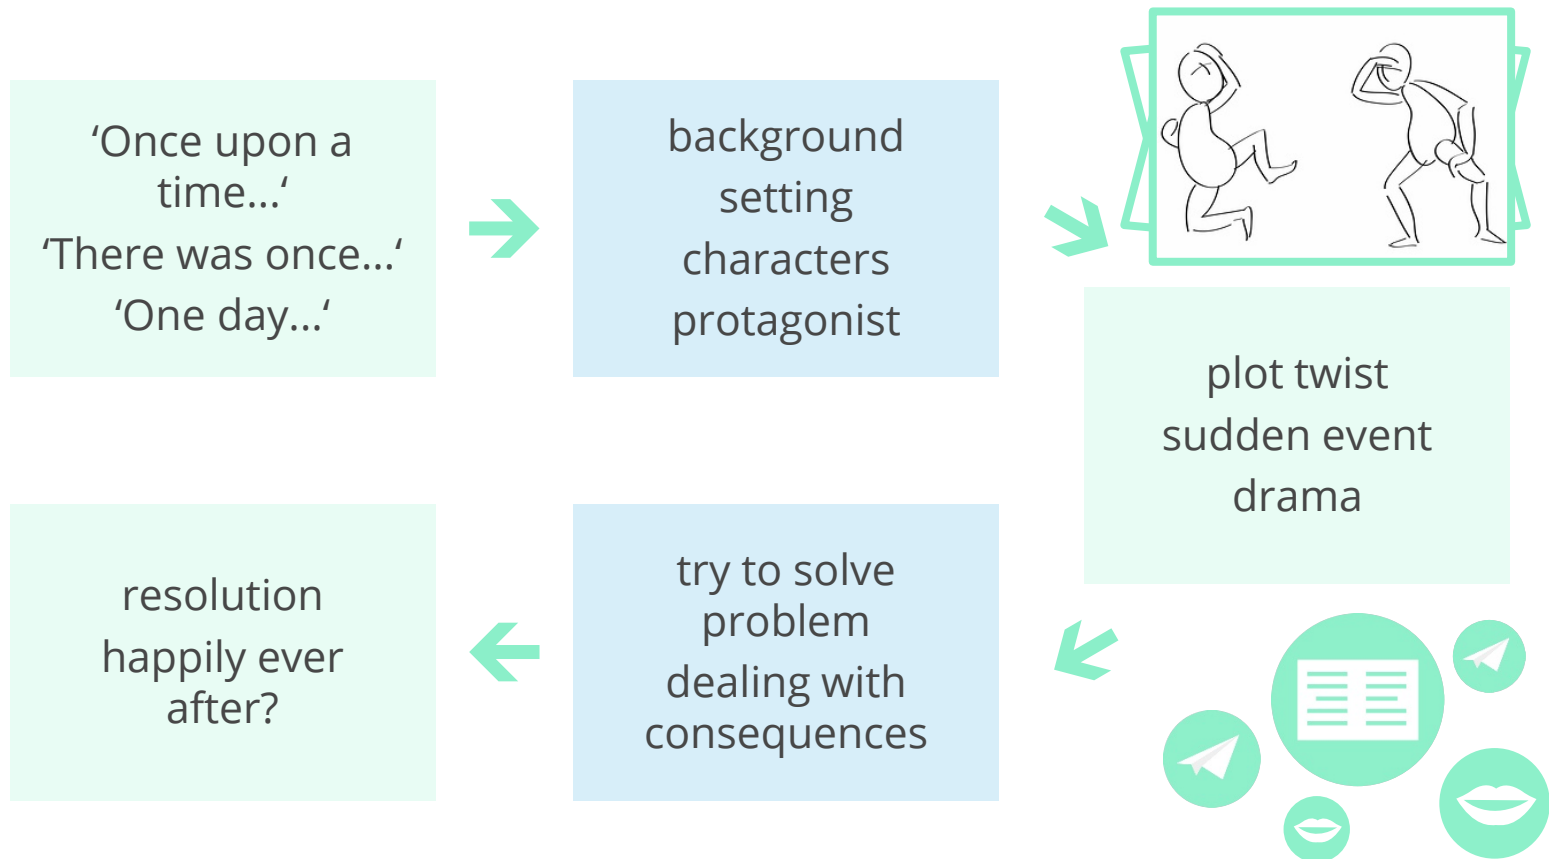 ‘Once upon a
time...‘
‘There was once...‘
‘One day...‘
background
setting
characters
protagonist
plot twist
sudden event
drama
try to solve
problem
dealing with
consequences
resolution
happily ever
after?